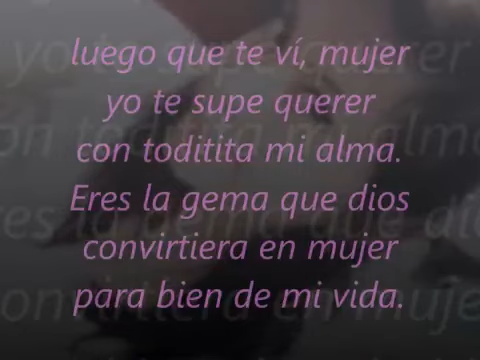 luego que te ví, mujer
yo te supe querer
con toditita mi alma.
Eres la gema que dios
convirtiera en mujer
para bien de mi vida.